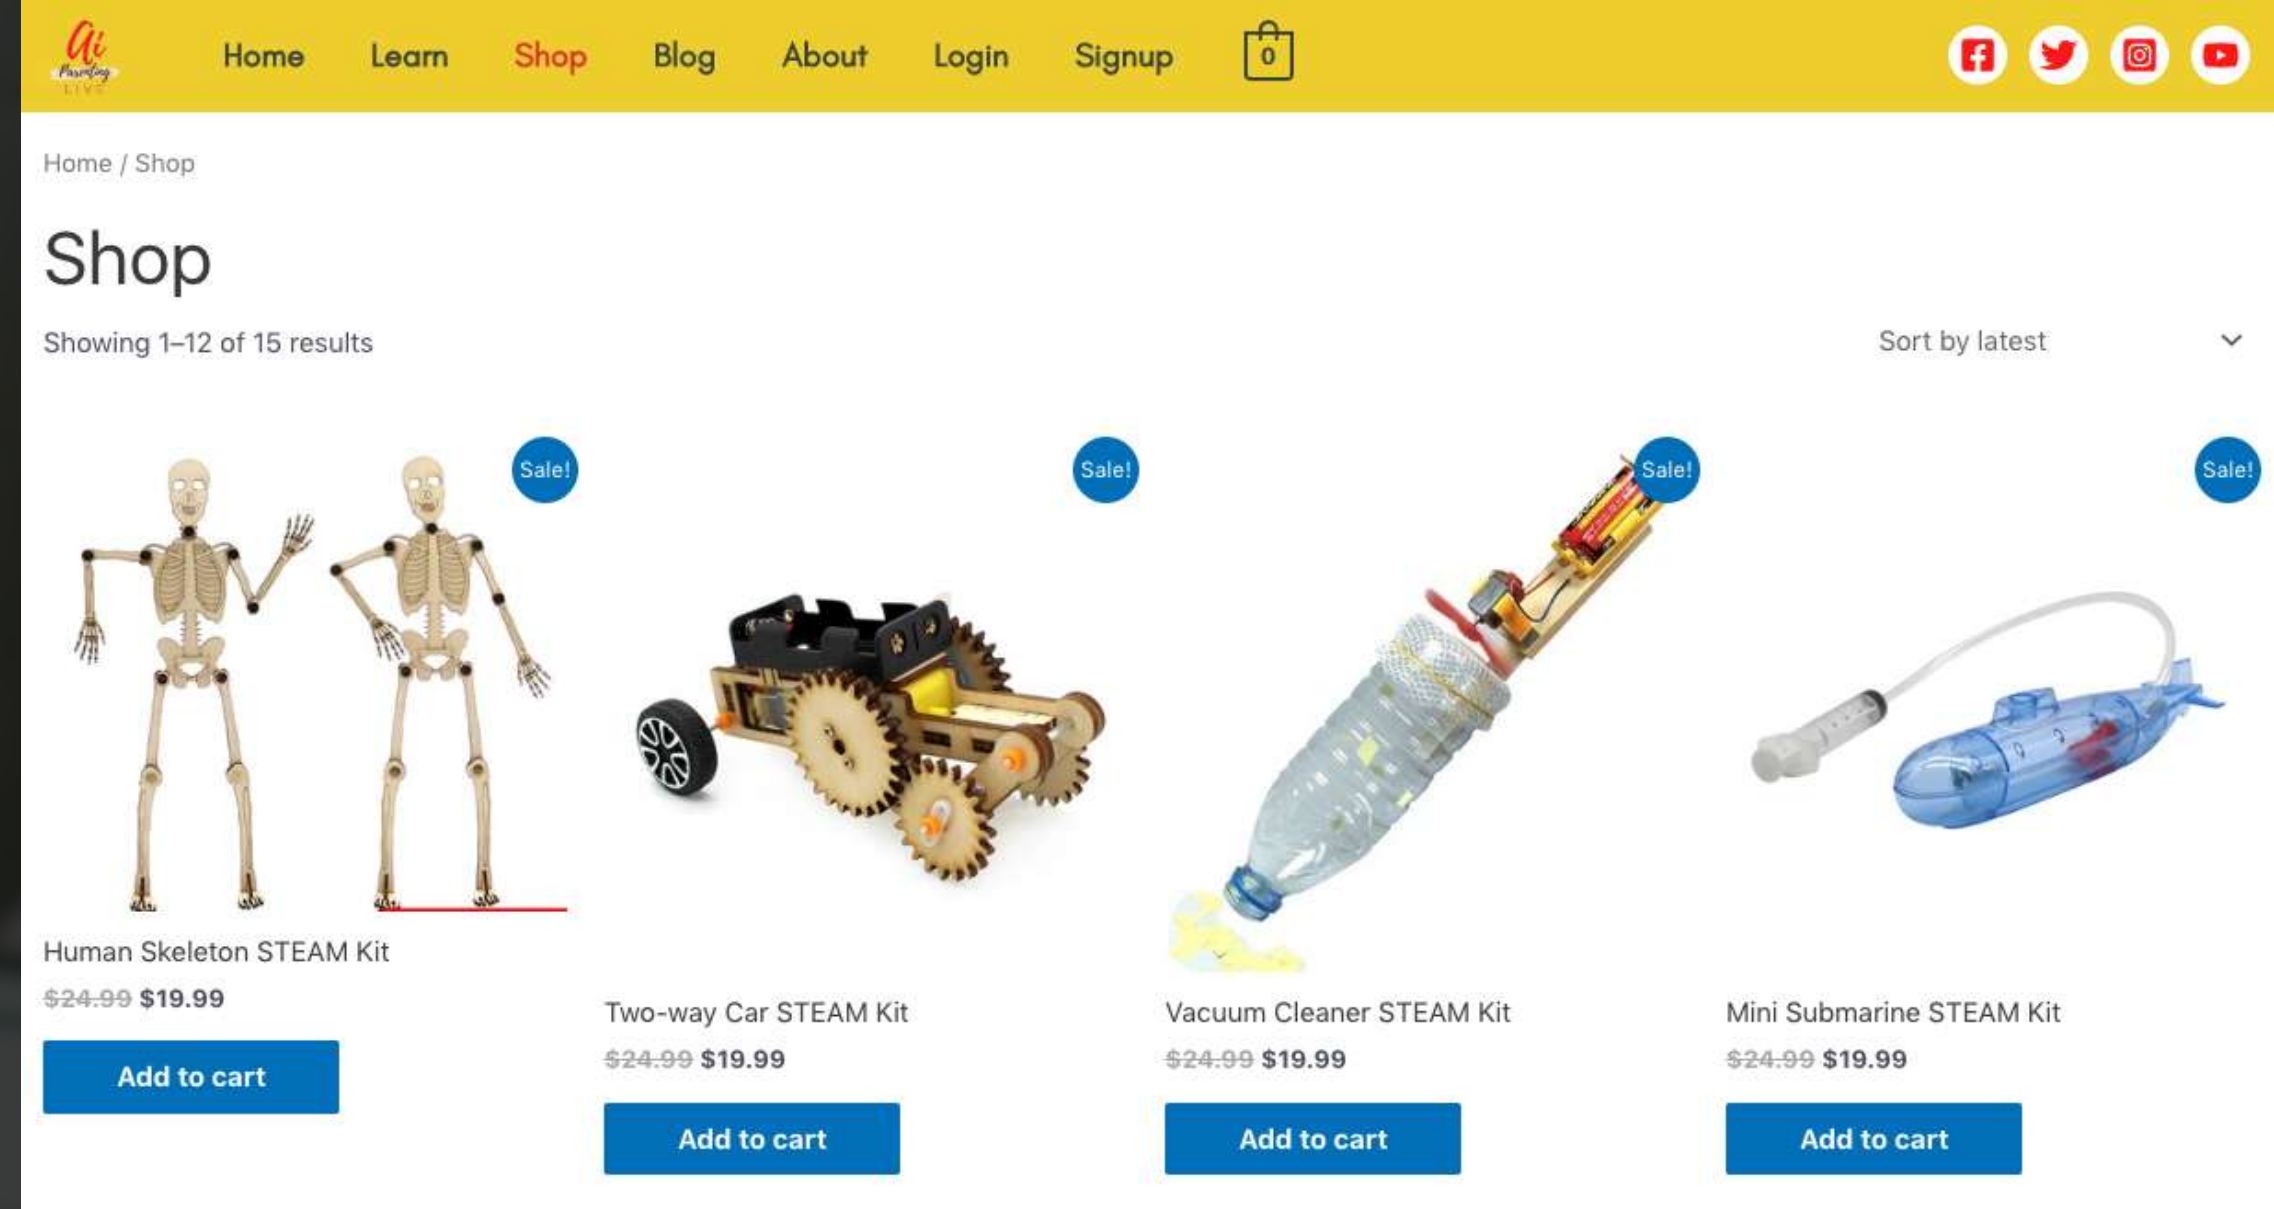 Ai
Parenting
LIVE
Home
Learn
Shop
Blog
About
Login
Signup
0
Home / Shop
Shop
Showing 1–12 of 15 results
Sort by latest
Sale!
Sale!
Sale!
Sale!
Human Skeleton STEAM Kit
$24.99 $19.99
Add to cart
Two-way Car STEAM Kit
$24.99 $19.99
Add to cart
Vacuum Cleaner STEAM Kit
$24.99 $19.99
Add to cart
Mini Submarine STEAM Kit
$24.99 $19.99
Add to cart